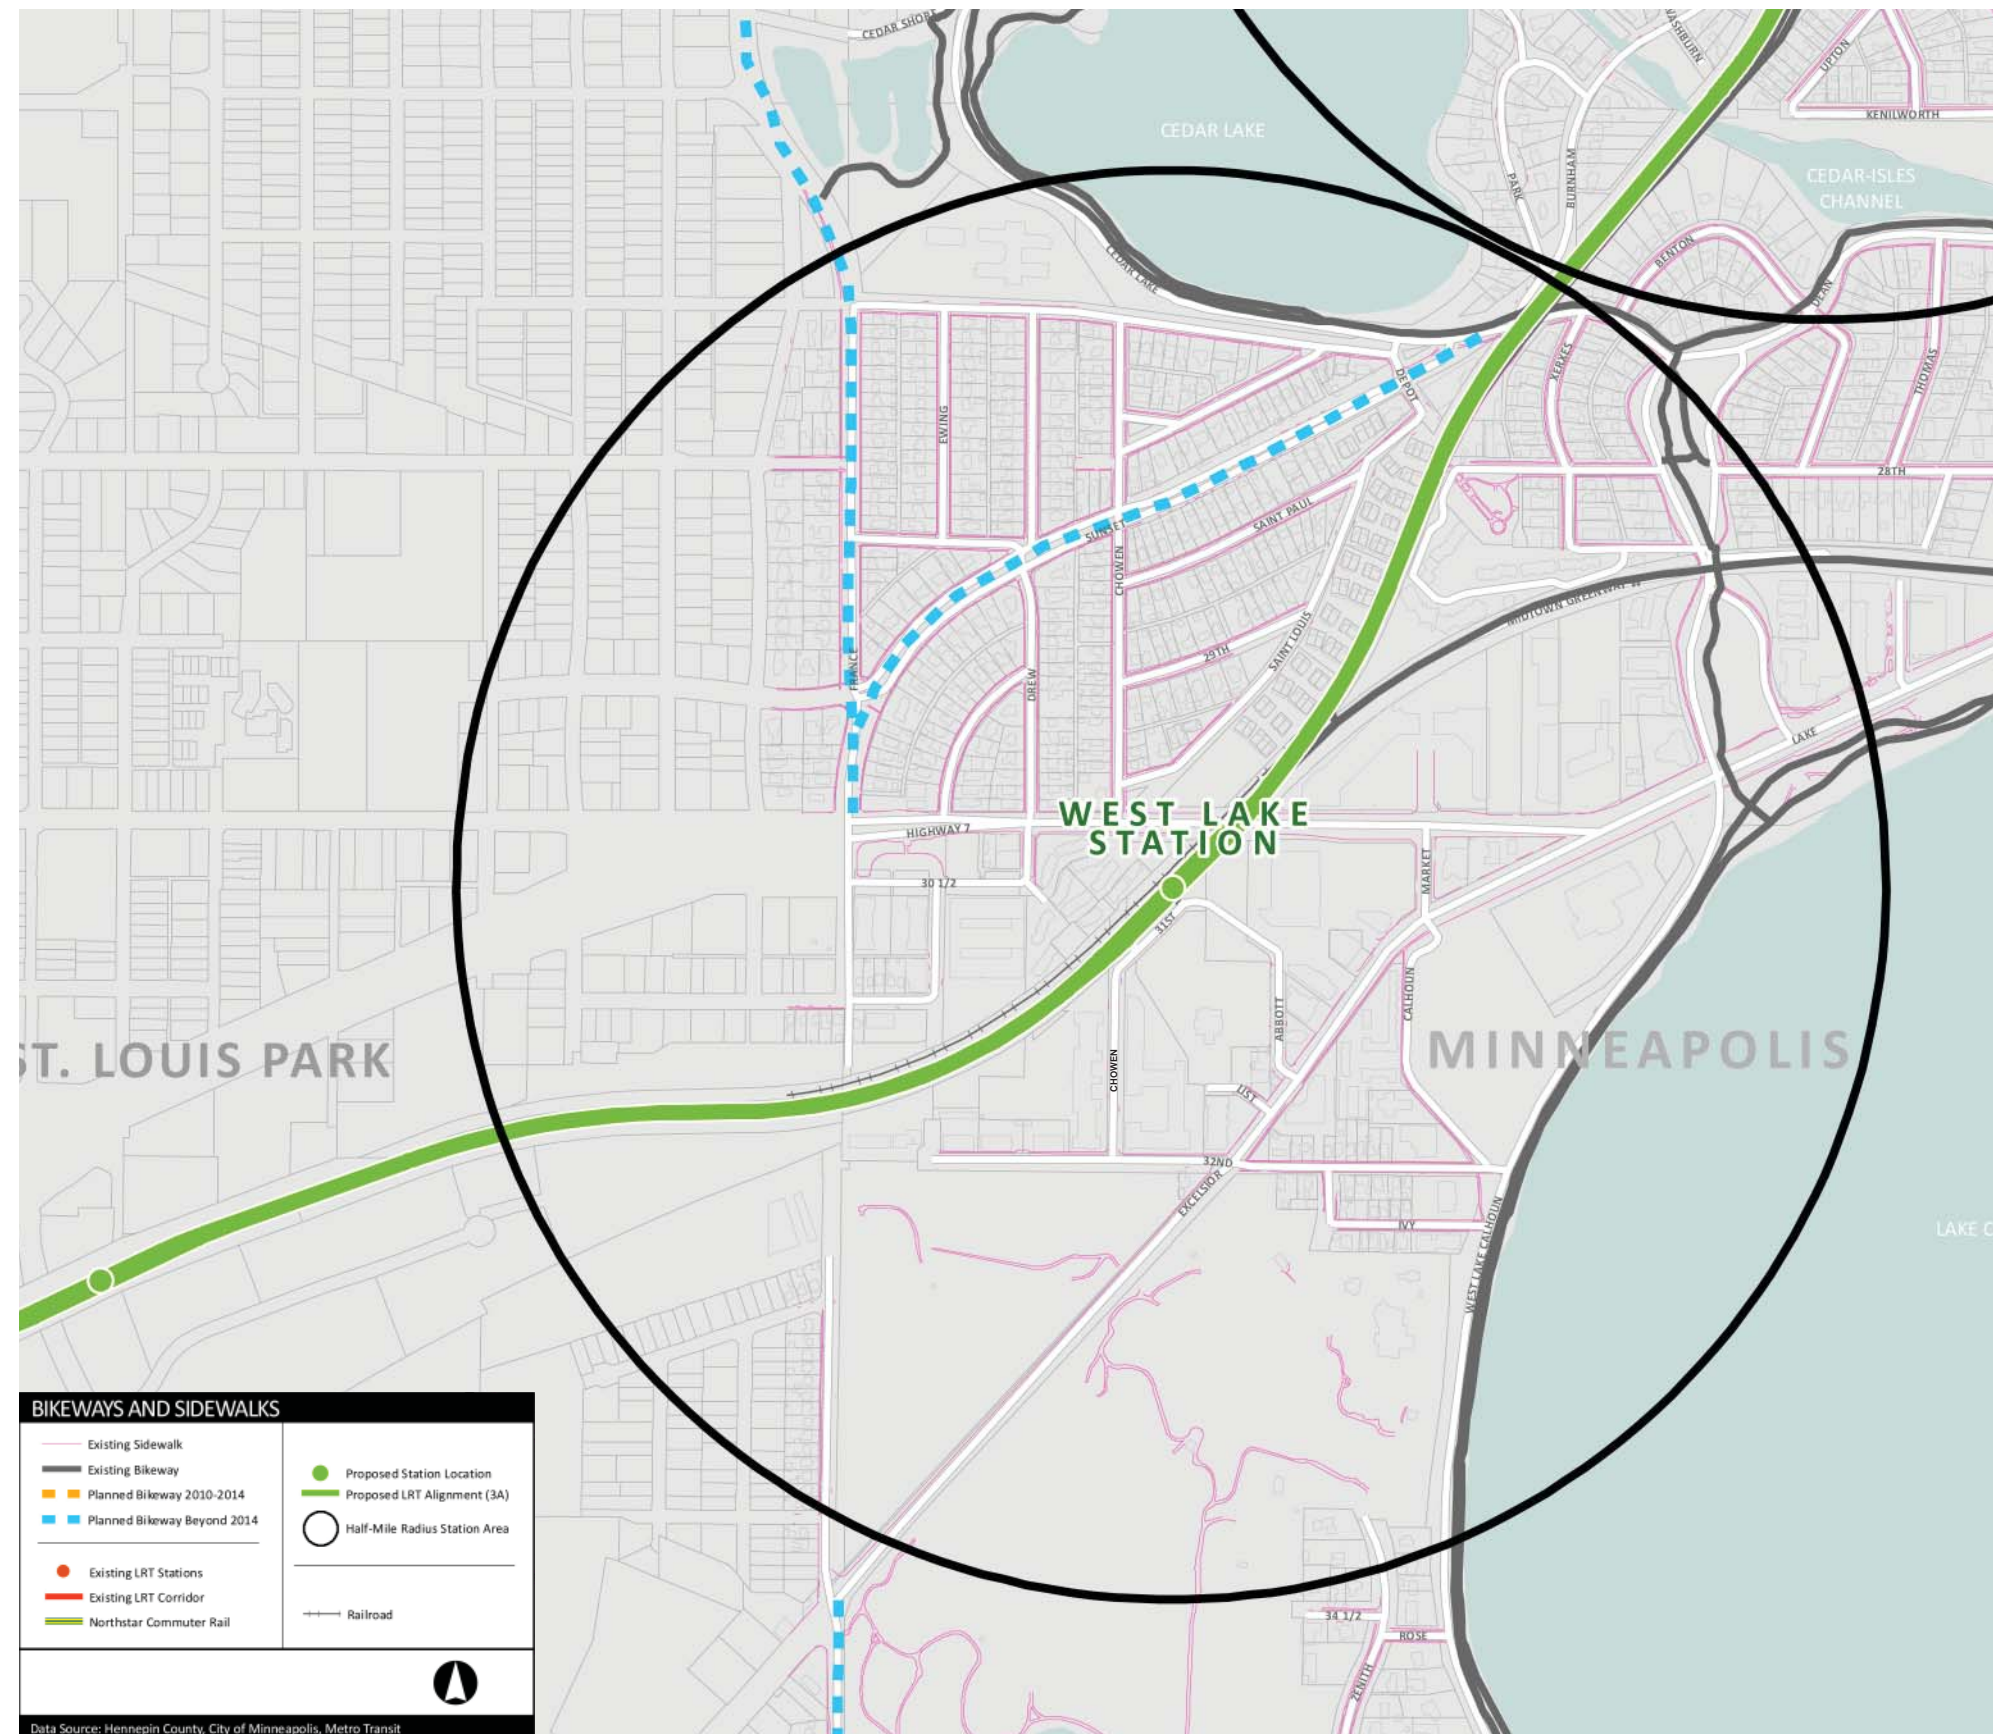 CEDAR SHORE
WASHBURN
UPTON
KENILWORTH
CEDAR LAKE
PARK
BURNHAM
CEDAR-ISLES
CHANNEL
BENTON
CEDAR LAKE
DEAN
XERXES
THOMAS
DEPOT
EWING
28TH
SAINT PAUL
SUNSET
CHOWEN
MIDTOWN GREENWAY
SAINT LOUIS
29TH
FRANCE
DREW
LAKE
WEST LAKE
STATION
HIGHWAY 7
MARKET
30 1/2
31ST
CALHOUN
ABBOTT
ST. LOUIS PARK
MINNEAPOLIS
CHOWEN
LIST
32ND
EXCELSIOR
IVY
WEST LAKE CALHOUN
LAKE C
34 1/2
ROSE
ZENITH
BIKEWAYS AND SIDEWALKS
Existing Sidewalk
Existing Bikeway
Planned Bikeway 2010-2014
Planned Bikeway Beyond 2014
Existing LRT Stations
Existing LRT Corridor
Northstar Commuter Rail
Proposed Station Location
Proposed LRT Alignment (3A)
Half-Mile Radius Station Area
Railroad
Data Source: Hennepin County, City of Minneapolis, Metro Transit